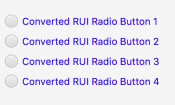 Converted RUI Radio Button 1
Converted RUI Radio Button 2
Converted RUI Radio Button 3
Converted RUI Radio Button 4